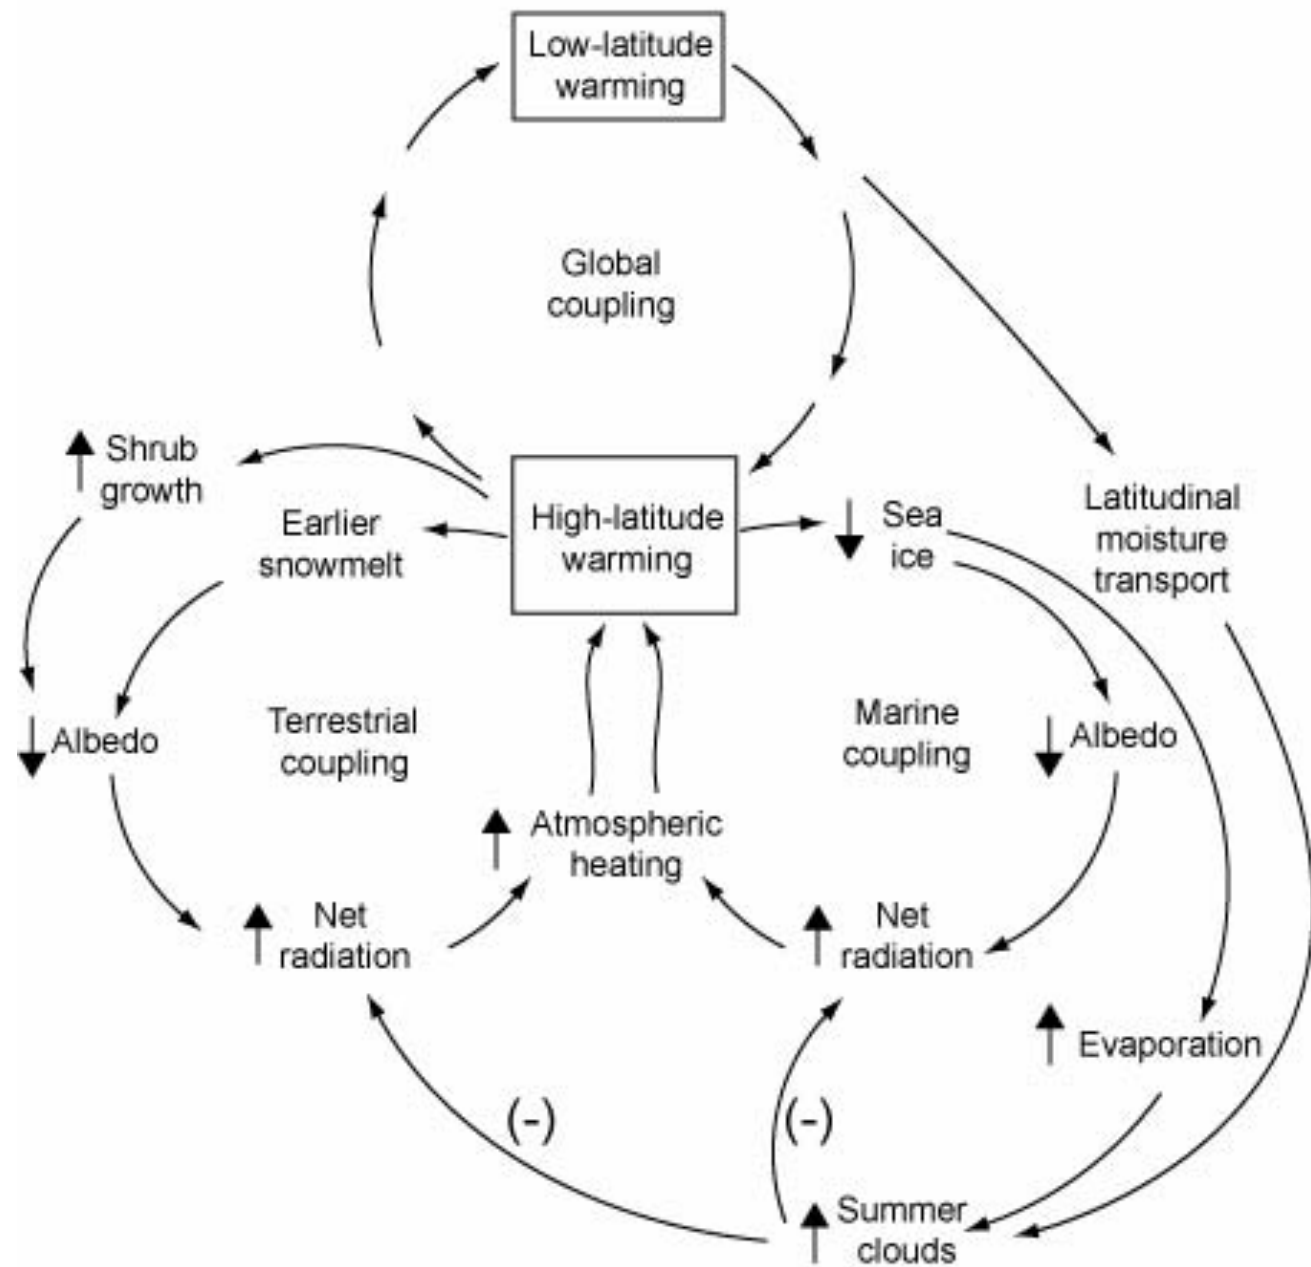 Low-latitude
warming
Global
coupling
Shrub
growth
Earlier
snowmelt
High-latitude
warming
Sea
ice
Latitudinal
moisture
transport
Albedo
Terrestrial
coupling
Marine
coupling
Albedo
Atmospheric
heating
Net
radiation
Net
radiation
Evaporation
(-)
(-)
Summer
clouds